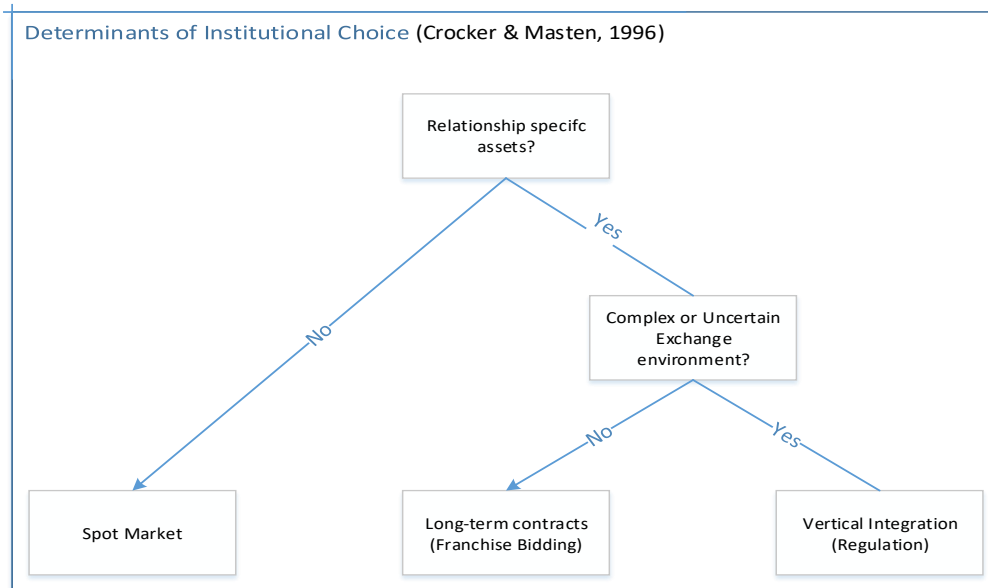 Determinants of Institutional Choice (Crocker & Masten, 1996)
Relationship specifc
assets?
Yes
Complex or Uncertain
Exchange
environment?
No
No
Yes
Spot Market
Long-term contracts
(Franchise Bidding)
Vertical Integration
(Regulation)